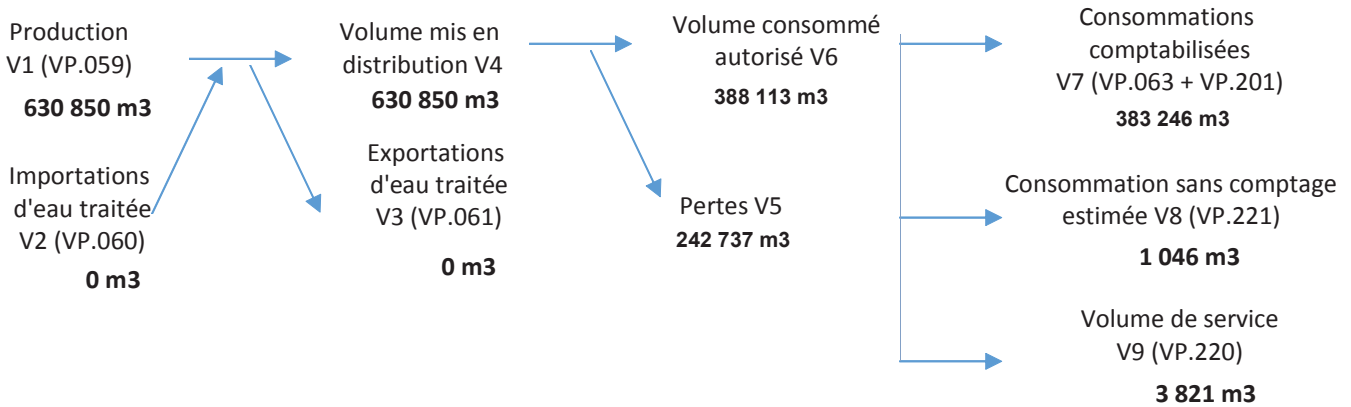 Production
V1 (VP.059)
630 850 m3
Importations
d'eau traitée
V2 (VP.060)
0 m3
Volume mis en
distribution V4
630 850 m3
Exportations
d'eau traitée
V3 (VP.061)
0 m3
Volume consommé
autorisé V6
388 113 m3
Pertes V5
242 737 m3
Consommations
comptabilisées
V7 (VP.063 + VP.201)
383 246 m3
Consommation sans comptage
estimée V8 (VP.221)
1 046 m3
Volume de service
V9 (VP.220)
3 821 m3